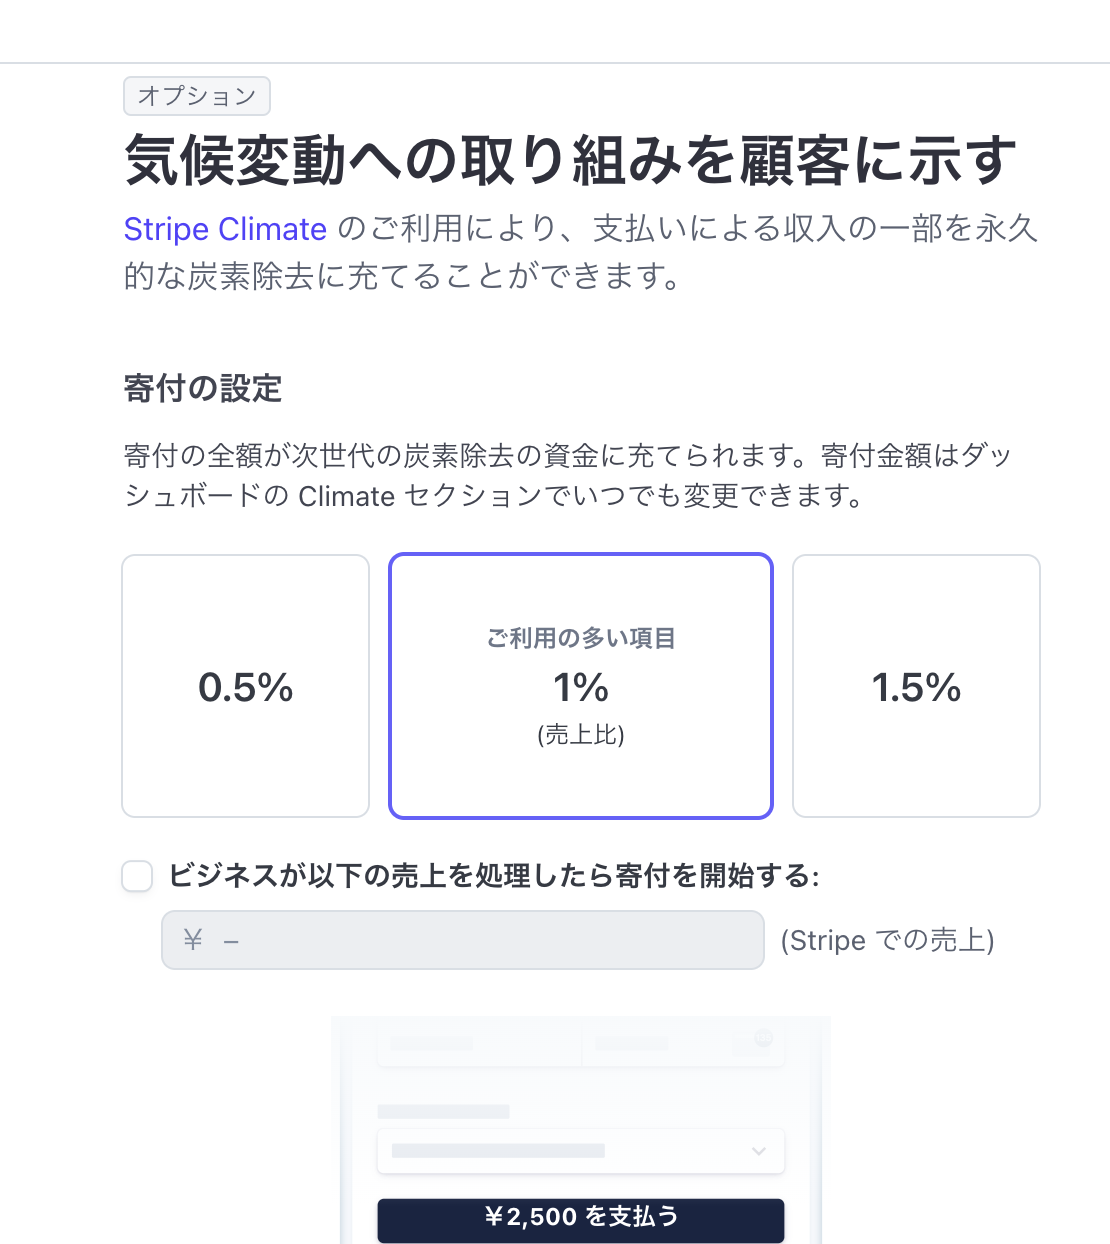 オプション
気候変動への取り組みを顧客に示す
Stripe Climate のご利用により、支払いによる収入の一部を永久
的な炭素除去に充てることができます。
寄付の設定
寄付の全額が次世代の炭素除去の資金に充てられます。寄付金額はダッ
シュボードの Climate セクションでいつでも変更できます。
0.5%
ご利用の多い項目
1%
(売上比)
1.5%
ビジネスが以下の売上を処理したら寄付を開始する:
¥ –
(Stripe での売上)
¥2,500 を支払う